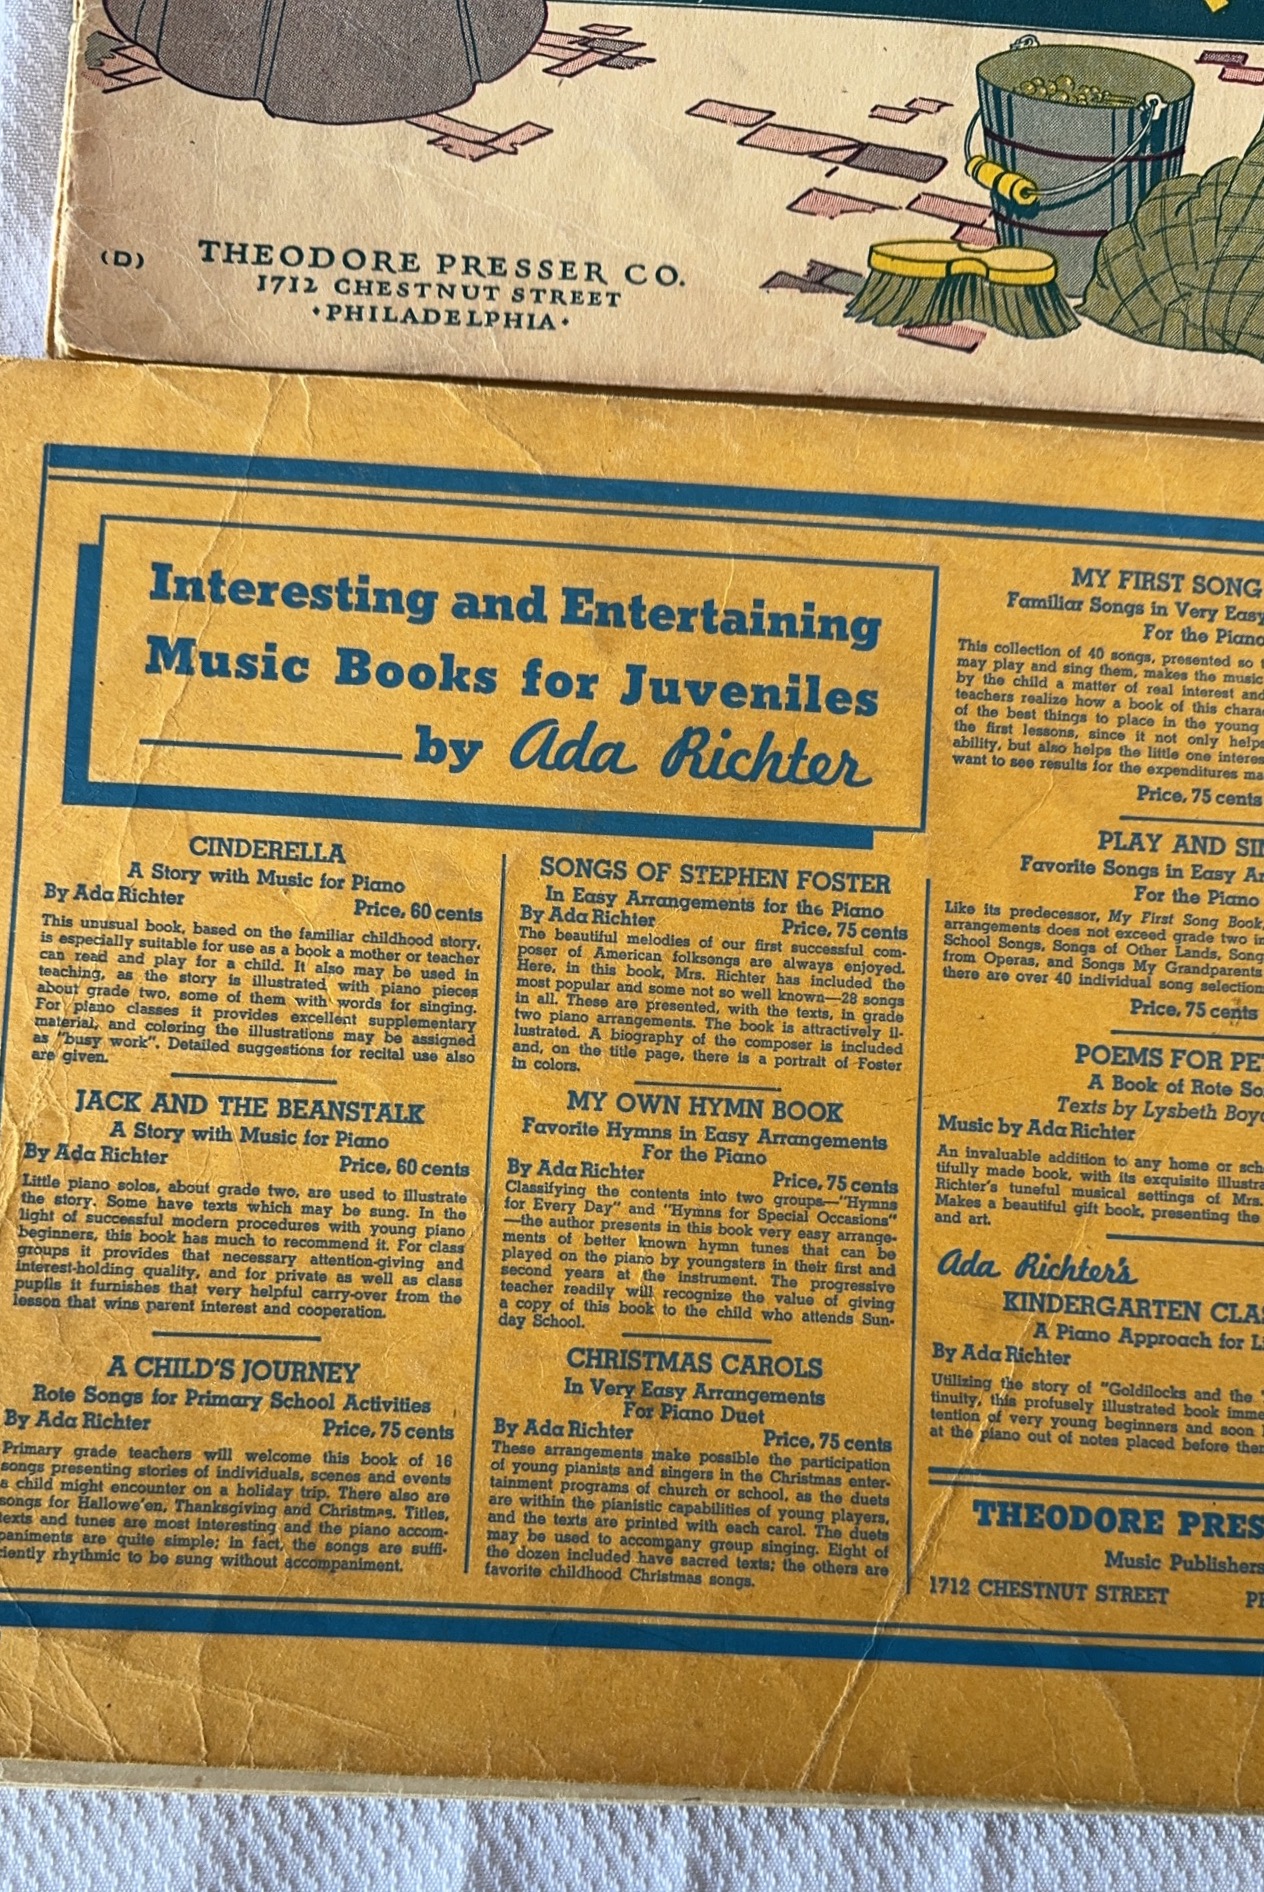 (D)
THEODORE PRESSER CO.
1712 CHESTNUT STREET
•PHILADELPHIA•
Interesting and Entertaining
Music Books for Juveniles
by Ada Richter
CINDERELLA
A Story with Music for Piano
By Ada Richter Price, 60 cents
This unusual book, based on the familiar childhood story,
is especially suitable for use as a book a mother or teacher
can read and play for a child. It also may be used in
teaching, as the story is illustrated with piano pieces
about grade two, some of them with words for singing.
For piano classes it provides excellent supplementary
material, and coloring the illustrations may be assigned
as "busy work". Detailed suggestions for recital use also
are given.
JACK AND THE BEANSTALK
A Story with Music for Piano
By Ada Richter Price, 60 cents
Little piano solos, about grade two, are used to illustrate
the story. Some have texts which may be sung. In the
light of successful modern procedures with young piano
beginners, this book has much to recommend it. For class
groups it provides that necessary attention-giving and
interest-holding quality, and for private as well as class
pupils it furnishes that very helpful carry-over from the
lesson that wins parent interest and cooperation.
A CHILD'S JOURNEY
Rote Songs for Primary School Activities
By Ada Richter Price, 75 cents
Primary grade teachers will welcome this book of 16
songs presenting stories of individuals, scenes and events
a child might encounter on a holiday trip. There also are
songs for Hallowe'en, Thanksgiving and Christmas. Titles,
texts and tunes are most interesting and the piano accom-
paniments are quite simple; in fact, the songs are suffi-
ciently rhythmic to be sung without accompaniment.
SONGS OF STEPHEN FOSTER
In Easy Arrangements for the Piano
By Ada Richter Price, 75 cents
The beautiful melodies of our first successful com-
poser of American folksongs are always enjoyed.
Here, in this book, Mrs. Richter has included the
most popular and some not so well known—28 songs
in all. These are presented, with the texts, in grade
two piano arrangements. The book is attractively il-
lustrated. A biography of the composer is included
and, on the title page, there is a portrait of Foster
in colors.
MY OWN HYMN BOOK
Favorite Hymns in Easy Arrangements
For the Piano
By Ada Richter Price, 75 cents
Classifying the contents into two groups—"Hymns
for Every Day" and "Hymns for Special Occasions"
—the author presents in this book very easy arrange-
ments of better known hymn tunes that can be
played on the piano by youngsters in their first and
second years at the instrument. The progressive
teacher readily will recognize the value of giving
a copy of this book to the child who attends Sun-
day School.
CHRISTMAS CAROLS
In Very Easy Arrangements
For Piano Duet
By Ada Richter Price, 75 cents
These arrangements make possible the participation
of young pianists and singers in the Christmas enter-
tainment programs of church or school, as the duets
are within the pianistic capabilities of young players,
and the texts are printed with each carol. The duets
may be used to accompany group singing. Eight of
the dozen included have sacred texts; the others are
favorite childhood Christmas songs.
MY FIRST SONG
Familiar Songs in Very Easy
For the Piano
This collection of 40 songs, presented so
may play and sing them, makes the music
by the child a matter of real interest and
teachers realize how a book of this
of the best things to place in the young
the first lessons, since it not only helps
ability, but also helps the little one
want to see results for the expenditures
Price, 75 cents
PLAY AND
Favorite Songs in Easy
For the Piano
Like its predecessor, My First Song Book,
arrangements does not exceed grade two in
School Songs, Songs of Other Lands,
from Operas, and Songs My Grandparents
there are over 40 individual song
Price, 75 cents
POEMS FOR
A Book of Rote
Texts by Lysbeth
Music by Ada Richter
An invaluable addition to any home or
tifully made book, with its exquisite
Richter's tuneful musical settings of Mrs.
Makes a beautiful gift book, presenting the
and art.
Ada Richter's
KINDERGARTEN
A Piano Approach for
By Ada Richter
Utilizing the story of "Goldilocks and the
tinuity, this profusely illustrated book
tention of very young beginners and soon
at the piano out of notes placed before
THEODORE
Music Publishers
1712 CHESTNUT STREET